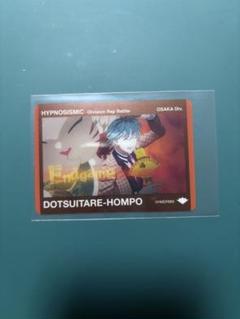 HYPNOSISMIC -Division Rap Battle-
OSAKA Div.
Endgame
DOTSUITARE-HOMPO